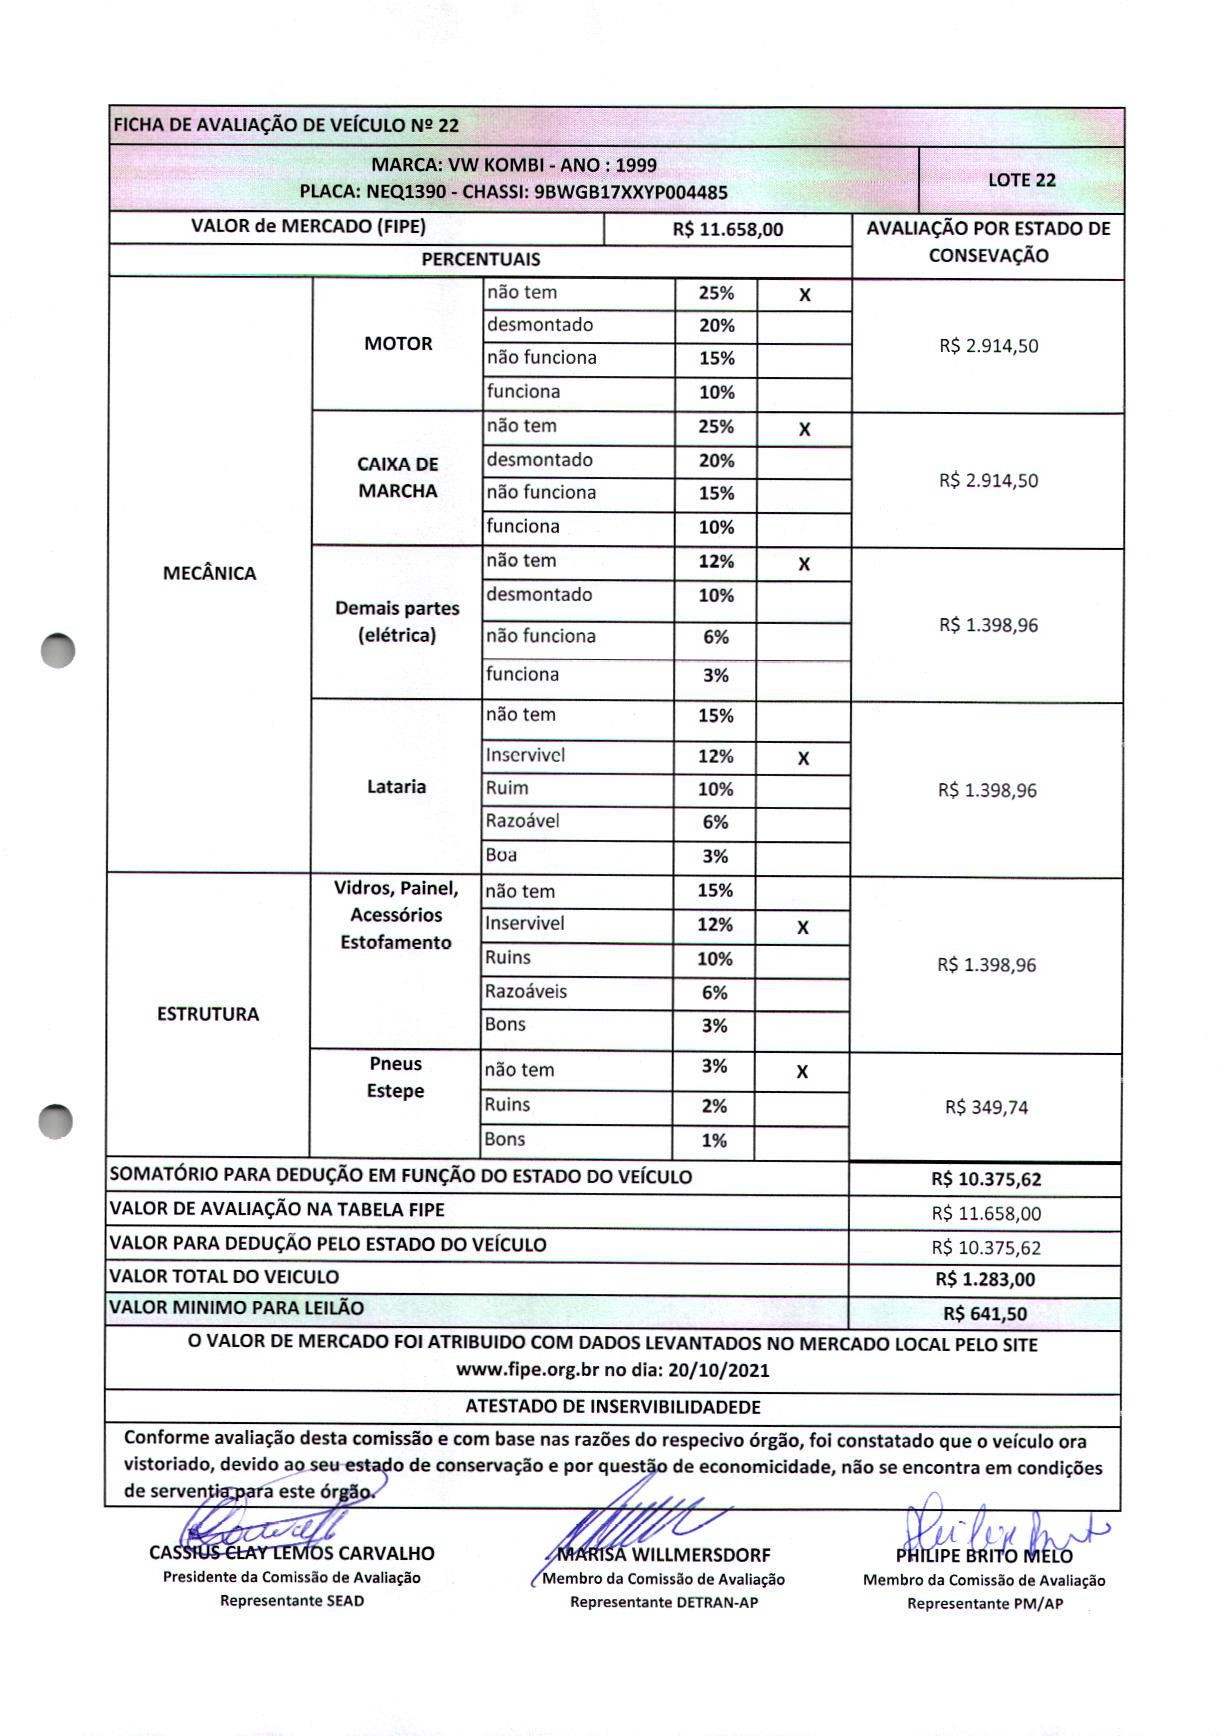 FICHA DE AVALIAÇÃO DE VEÍCULO Nº 22
MARCA: VW KOMBI - ANO : 1999
PLACA: NEQ1390 - CHASSI: 9BWGB17XXYP004485
LOTE 22
VALOR de MERCADO (FIPE)
R$ 11.658,00
AVALIAÇÃO POR ESTADO DE
CONSEVAÇÃO
PERCENTUAIS
MECÂNICA
MOTOR
não tem 25% X
desmontado 20%
não funciona 15%
funciona 10%
R$ 2.914,50
CAIXA DE
MARCHA
não tem 25% X
desmontado 20%
não funciona 15%
funciona 10%
R$ 2.914,50
Demais partes
(elétrica)
não tem 12% X
desmontado 10%
não funciona 6%
funciona 3%
R$ 1.398,96
Lataria
não tem 15%
Inservivel 12% X
Ruim 10%
Razoável 6%
Boa 3%
R$ 1.398,96
ESTRUTURA
Vidros, Painel,
Acessórios
Estofamento
não tem 15%
Inservivel 12% X
Ruins 10%
Razoáveis 6%
Bons 3%
R$ 1.398,96
Pneus
Estepe
não tem 3% X
Ruins 2%
Bons 1%
R$ 349,74
SOMATÓRIO PARA DEDUÇÃO EM FUNÇÃO DO ESTADO DO VEÍCULO R$ 10.375,62
VALOR DE AVALIAÇÃO NA TABELA FIPE R$ 11.658,00
VALOR PARA DEDUÇÃO PELO ESTADO DO VEÍCULO R$ 10.375,62
VALOR TOTAL DO VEICULO R$ 1.283,00
VALOR MINIMO PARA LEILÃO R$ 641,50
O VALOR DE MERCADO FOI ATRIBUIDO COM DADOS LEVANTADOS NO MERCADO LOCAL PELO SITE
www.fipe.org.br no dia: 20/10/2021
ATESTADO DE INSERVIBILIDADEDE
Conforme avaliação desta comissão e com base nas razões do respecivo órgão, foi constatado que o veículo ora
vistoriado, devido ao seu estado de conservação e por questão de economicidade, não se encontra em condições
de serventia para este órgão.
CASSIUS CLAY LEMOS CARVALHO
Presidente da Comissão de Avaliação
Representante SEAD
MARISA WILLMERSDORF
Membro da Comissão de Avaliação
Representante DETRAN-AP
Philipe Brito
PHILIPE BRITO MELO
Membro da Comissão de Avaliação
Representante PM/AP